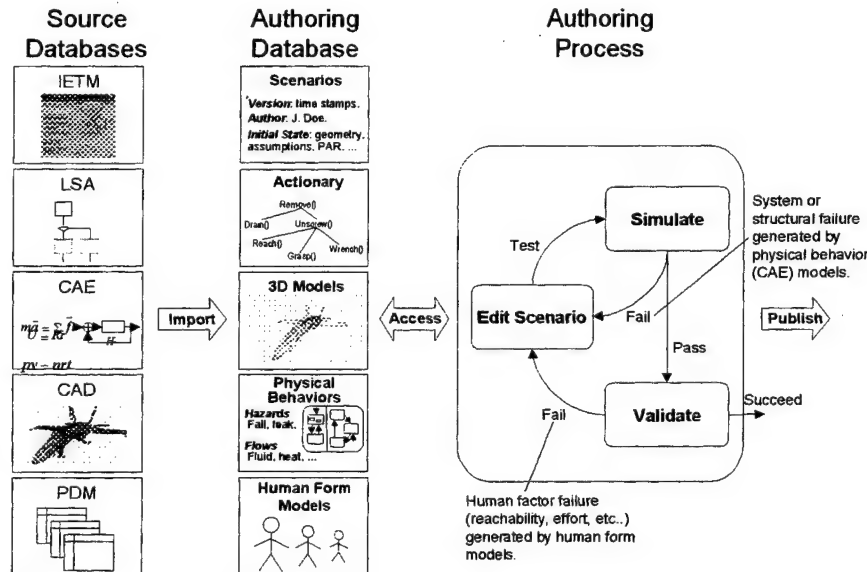 Source
Databases
Authoring
Database
Authoring
Process
IETM
LSA
CAE
CAD
PDM
Import
Scenarios
Version: time stamps.
Author: J. Doe.
Initial State: geometry,
assumptions, PAR, ...
Actionary
Remove()
Drain()
Unscrew()
Reach()
Wrench()
Grasp()
3D Models
Physical
Behaviors
Hazards
Fall, leak.
Flows
Fluid, heat, ...
Human Form
Models
Access
Simulate
Test
Edit Scenario
Fail
Pass
Fail
Validate
Succeed
System or
structural failure
generated by
physical behavior
(CAE) models.
Publish
Human factor failure
(reachability, effort, etc..)
generated by human form
models.